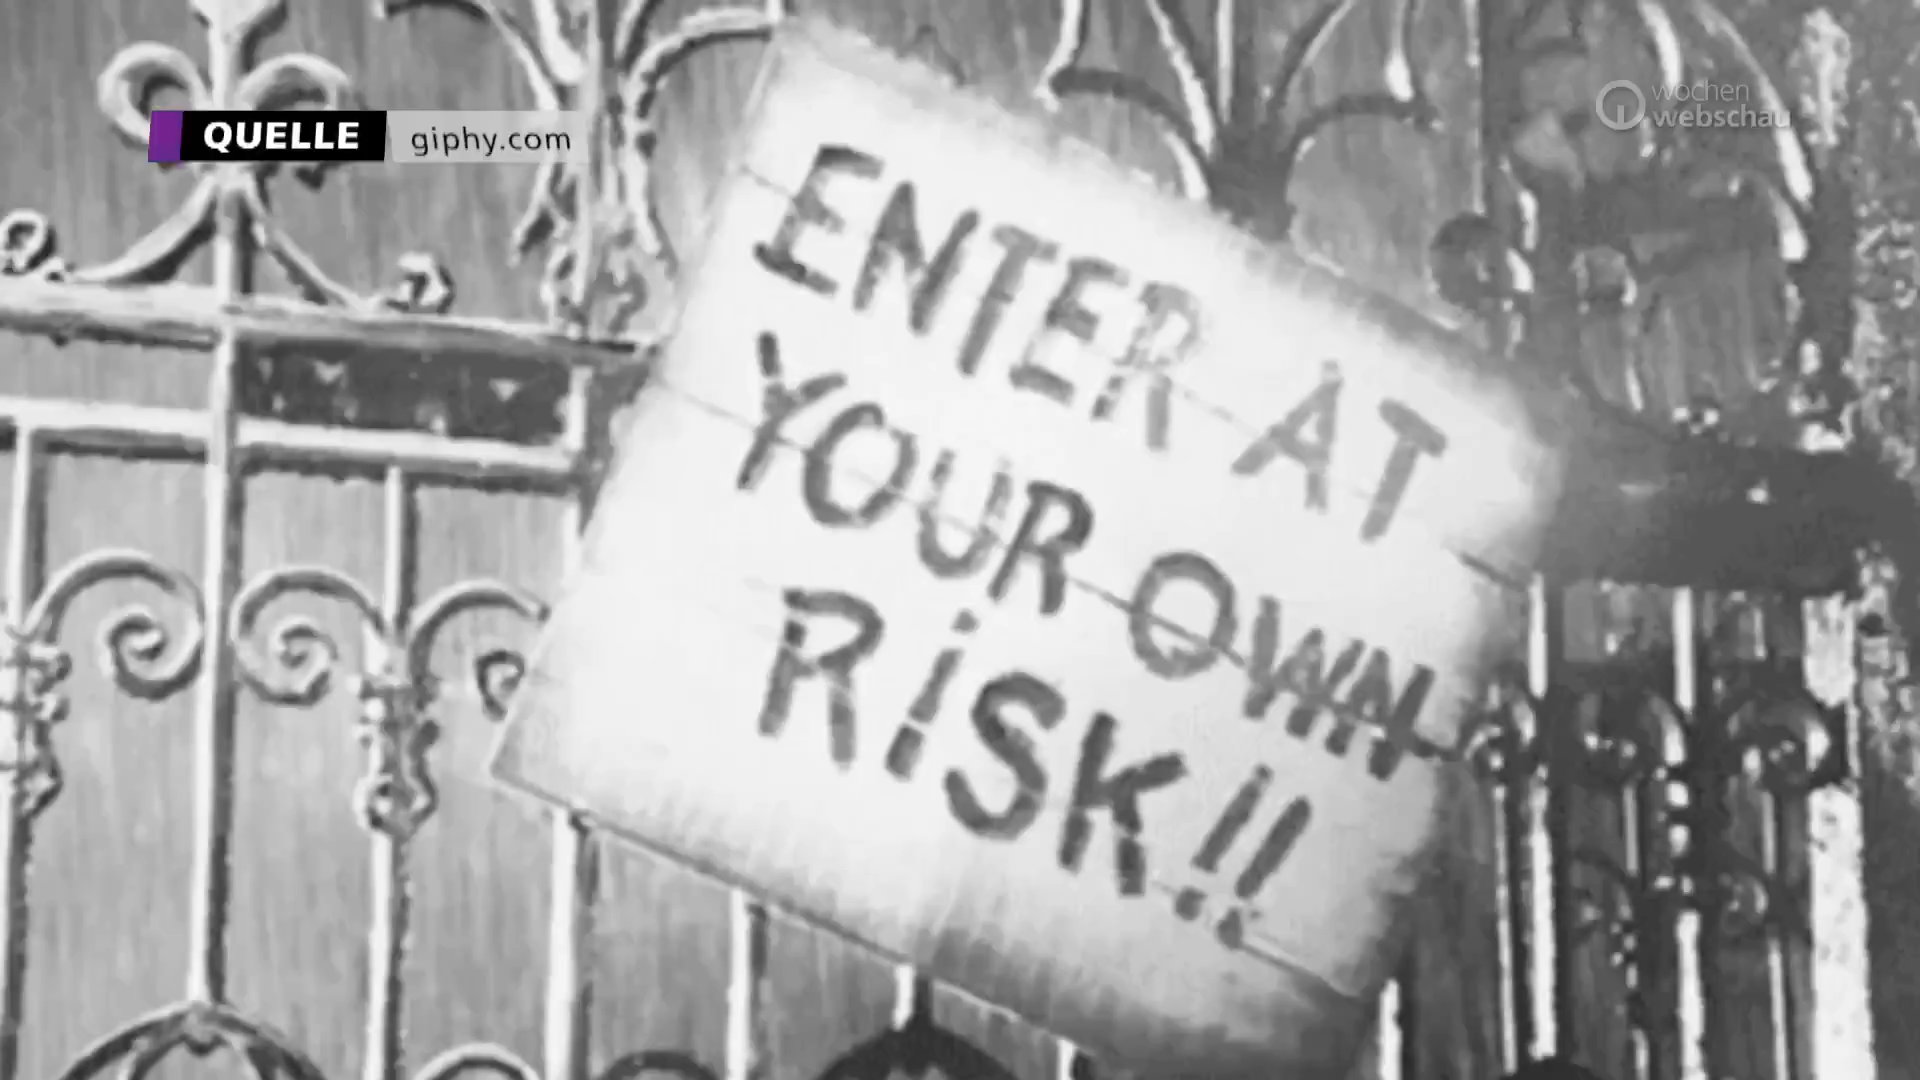 QUELLE giphy.com
wochen
webschau
ENTER AT
YOUR OWN
RiSK!!